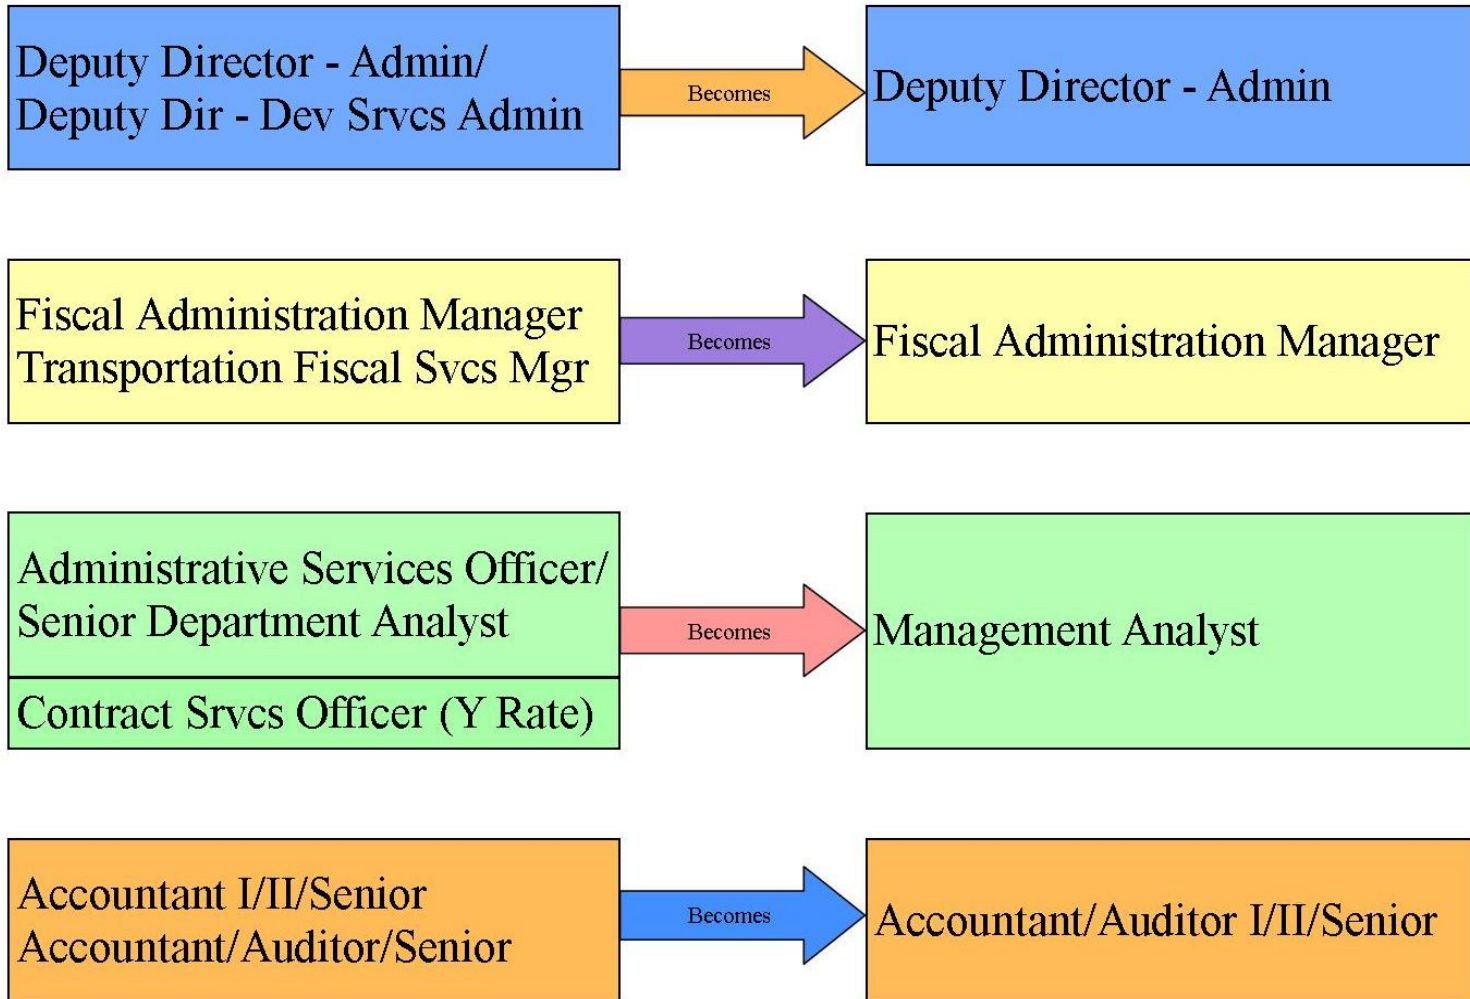 Deputy Director - Admin/
Deputy Dir - Dev Srvcs Admin
Becomes
Deputy Director - Admin
Fiscal Administration Manager
Transportation Fiscal Svcs Mgr
Becomes
Fiscal Administration Manager
Administrative Services Officer/
Senior Department Analyst
Contract Srvcs Officer (Y Rate)
Becomes
Management Analyst
Accountant I/II/Senior
Accountant/Auditor/Senior
Becomes
Accountant/Auditor I/II/Senior